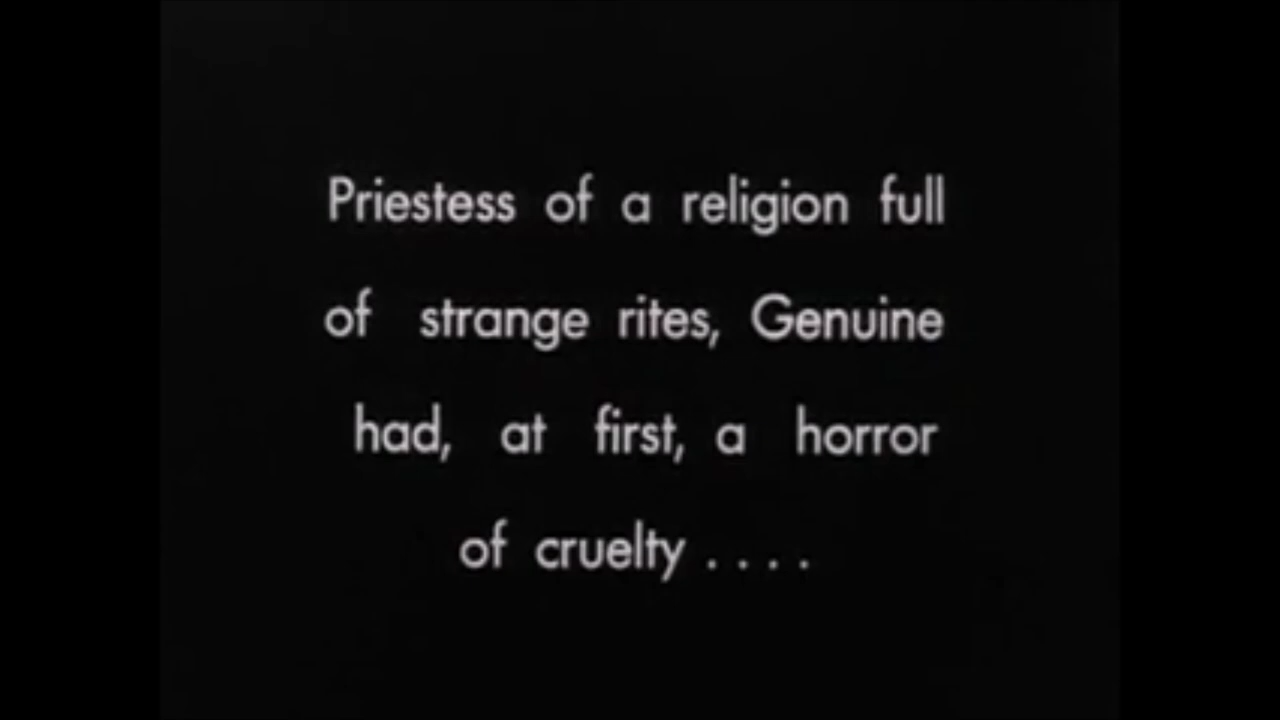 Priestess of a religion full
of strange rites, Genuine
had, at first, a horror
of cruelty . . . .